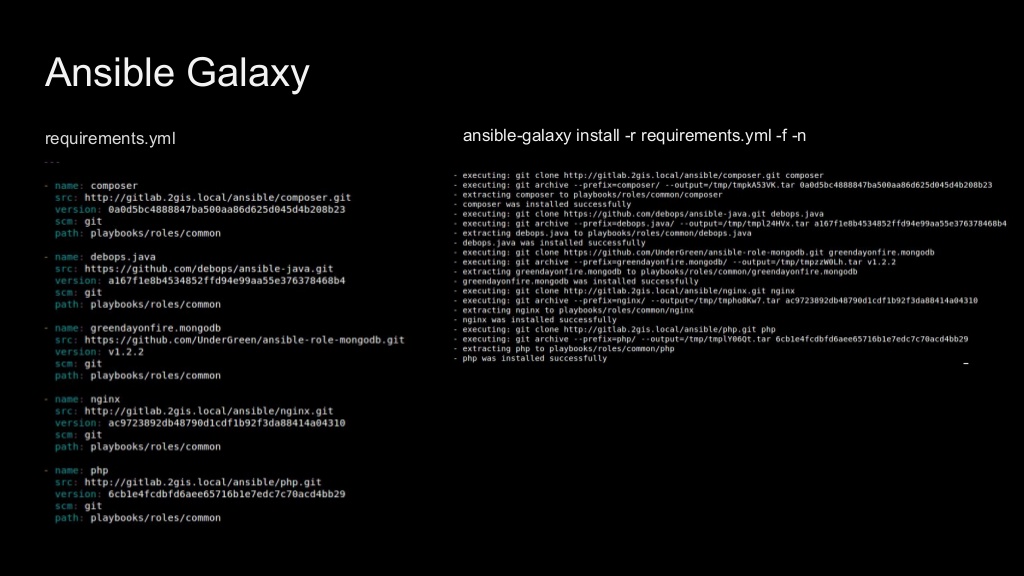 Ansible Galaxy
requirements.yml
---
- name: composer
src: http://gitlab.2gis.local/ansible/composer.git
version: 0a0d5bc4888847ba500aa86d625d045d4b208b23
scm: git
path: playbooks/roles/common
- name: debops.java
src: https://github.com/debops/ansible-java.git
version: a167f1e8b4534852ffd94e99aa55e376378468b4
scm: git
path: playbooks/roles/common
- name: greendayonfire.mongodb
src: https://github.com/UnderGreen/ansible-role-mongodb.git
version: v1.2.2
scm: git
path: playbooks/roles/common
- name: nginx
src: http://gitlab.2gis.local/ansible/nginx.git
version: ac9723892db48790d1cdf1b92f3da88414a04310
scm: git
path: playbooks/roles/common
- name: php
src: http://gitlab.2gis.local/ansible/php.git
version: 6cb1e4fcdbfd6aee65716b1e7edc7c70acd4bb29
scm: git
path: playbooks/roles/common
ansible-galaxy install -r requirements.yml -f -n
- executing: git clone http://gitlab.2gis.local/ansible/composer.git composer
- executing: git archive --prefix=composer/ --output=/tmp/tmpkA53VK.tar 0a0d5bc4888847ba500aa86d625d045d4b208b23
- extracting composer to playbooks/roles/common/composer
- composer was installed successfully
- executing: git clone https://github.com/debops/ansible-java.git debops.java
- executing: git archive --prefix=debops.java/ --output=/tmp/tmpl24HVx.tar a167f1e8b4534852ffd94e99aa55e376378468b4
- extracting debops.java to playbooks/roles/common/debops.java
- debops.java was installed successfully
- executing: git clone https://github.com/UnderGreen/ansible-role-mongodb.git greendayonfire.mongodb
- executing: git archive --prefix=greendayonfire.mongodb/ --output=/tmp/tmpzzW0Lh.tar v1.2.2
- extracting greendayonfire.mongodb to playbooks/roles/common/greendayonfire.mongodb
- greendayonfire.mongodb was installed successfully
- executing: git clone http://gitlab.2gis.local/ansible/nginx.git nginx
- executing: git archive --prefix=nginx/ --output=/tmp/tmpho8Kw7.tar ac9723892db48790d1cdf1b92f3da88414a04310
- extracting nginx to playbooks/roles/common/nginx
- nginx was installed successfully
- executing: git clone http://gitlab.2gis.local/ansible/php.git php
- executing: git archive --prefix=php/ --output=/tmp/tmplY06Qt.tar 6cb1e4fcdbfd6aee65716b1e7edc7c70acd4bb29
- extracting php to playbooks/roles/common/php
- php was installed successfully